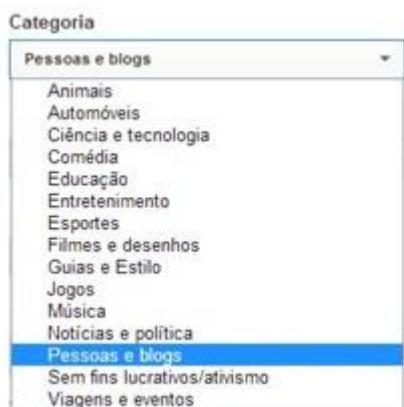 Categoria
Pessoas e blogs
Animais
Automóveis
Ciência e tecnologia
Comédia
Educação
Entretenimento
Esportes
Filmes e desenhos
Guias e Estilo
Jogos
Música
Notícias e política
Pessoas e blogs
Sem fins lucrativos/ativismo
Viagens e eventos